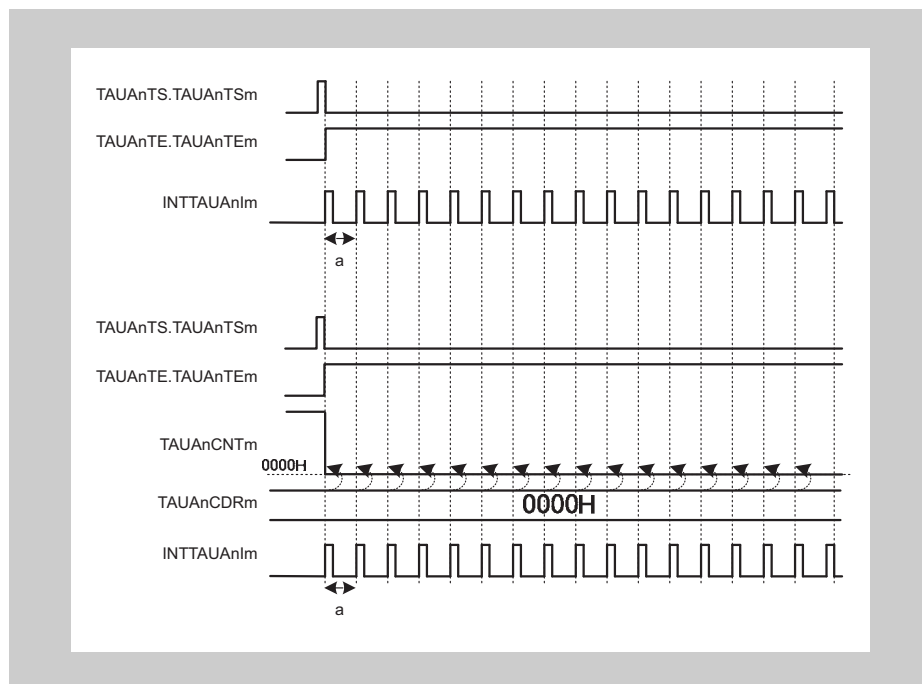 TAUAnTS.TAUAnTSm
TAUAnTE.TAUAnTEm
INTTAUAnIm
a
TAUAnTS.TAUAnTSm
TAUAnTE.TAUAnTEm
TAUAnCNTm
0000H
TAUAnCDRm
0000H
INTTAUAnIm
a